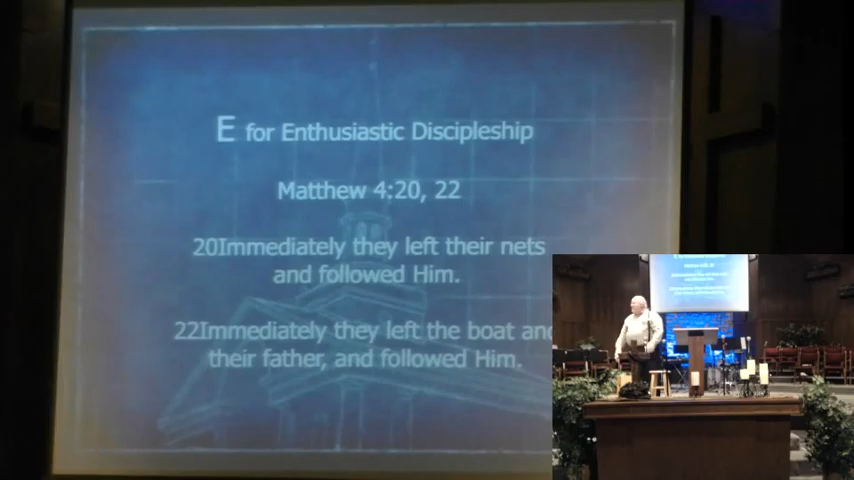 E for Enthusiastic Discipleship
Matthew 4:20, 22
20Immediately they left their nets
and followed Him.
22Immediately they left the boat and
their father, and followed Him.